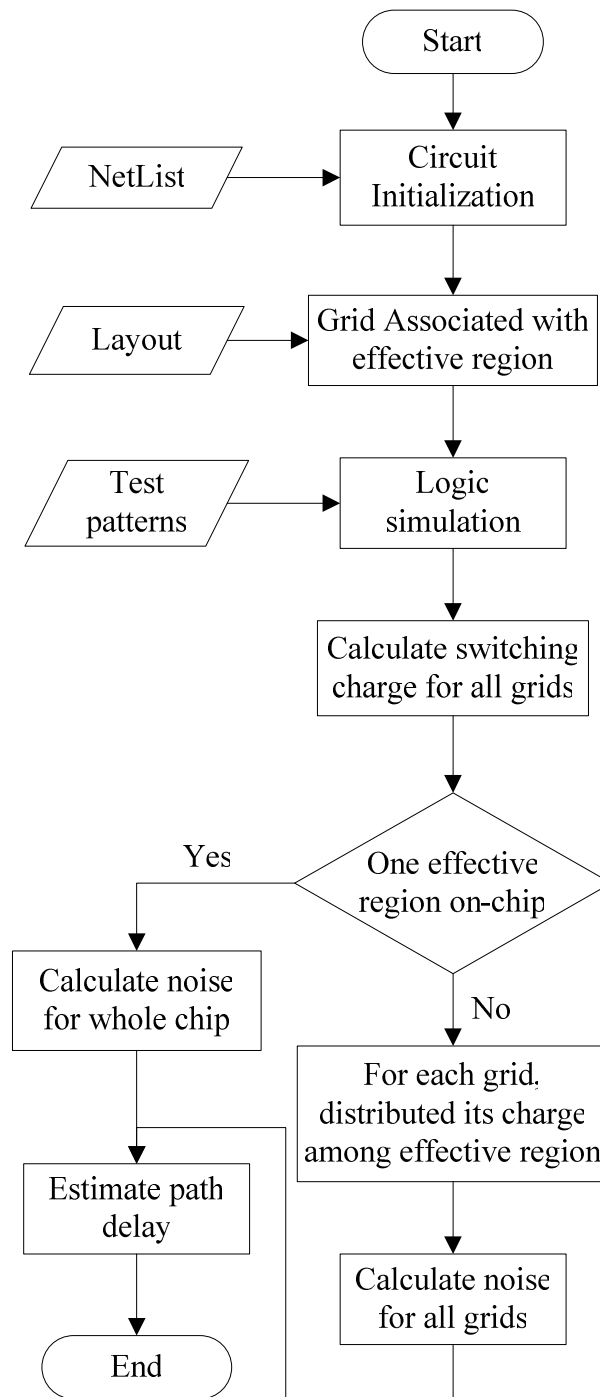 Start
NetList
Circuit
Initialization
Layout
Grid Associated with
effective region
Test
patterns
Logic
simulation
Calculate switching
charge for all grids
One effective
region on-chip
Yes
No
Calculate noise
for whole chip
For each grid,
distributed its charge
among effective region
Estimate path
delay
Calculate noise
for all grids
End